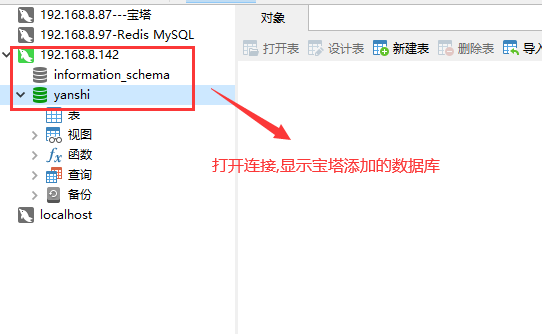 192.168.8.87---宝塔
192.168.8.97-Redis MySQL
192.168.8.142
information_schema
yanshi
表
视图
函数
查询
备份
localhost
对象
打开表 设计表 新建表 删除表 导入
打开连接,显示宝塔添加的数据库